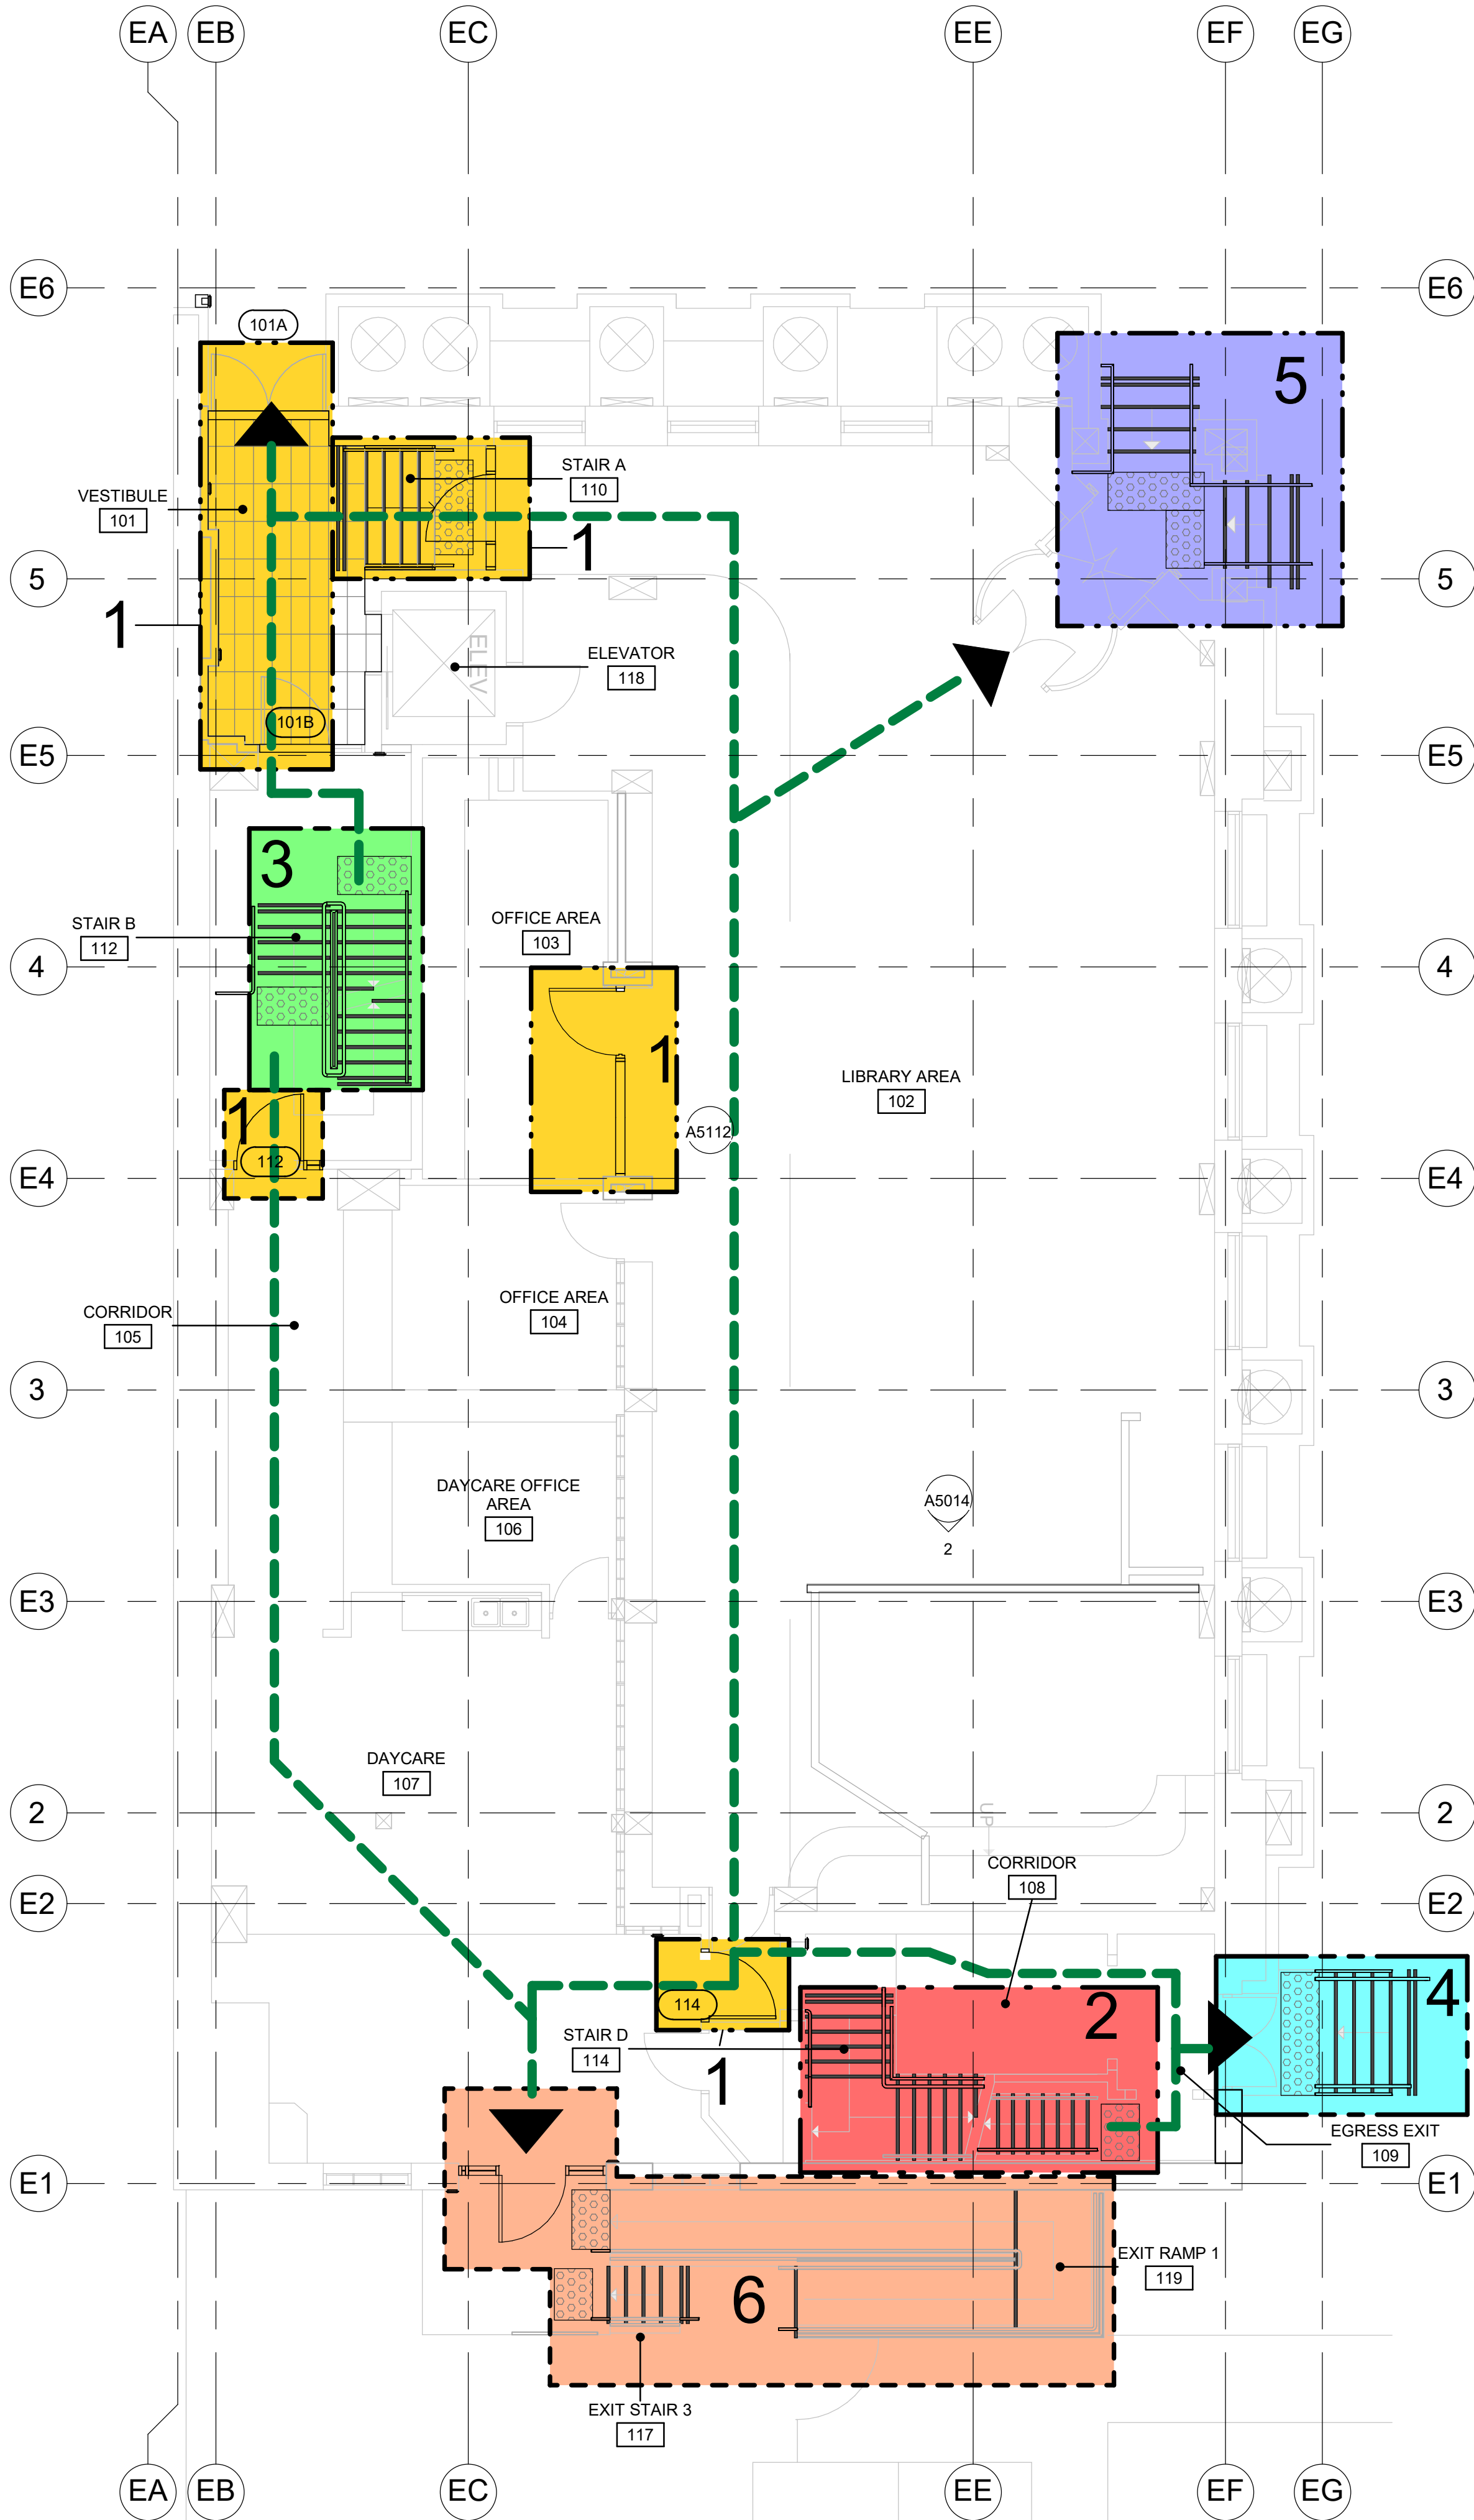 EA
EB
EC
EE
EF
EG
E6
E6
101A
5
STAIR A
110
VESTIBULE
101
1
5
5
1
ELEVATOR
118
ELEV
101B
E5
E5
3
STAIR B
112
OFFICE AREA
103
4
4
1
LIBRARY AREA
102
1
A5112
112
E4
E4
OFFICE AREA
104
CORRIDOR
105
3
3
DAYCARE OFFICE
AREA
106
A5014
2
E3
E3
DAYCARE
107
2
2
UP
CORRIDOR
108
E2
E2
114
2
4
STAIR D
114
1
EGRESS EXIT
109
E1
E1
EXIT RAMP 1
119
6
EXIT STAIR 3
117
EA
EB
EC
EE
EF
EG